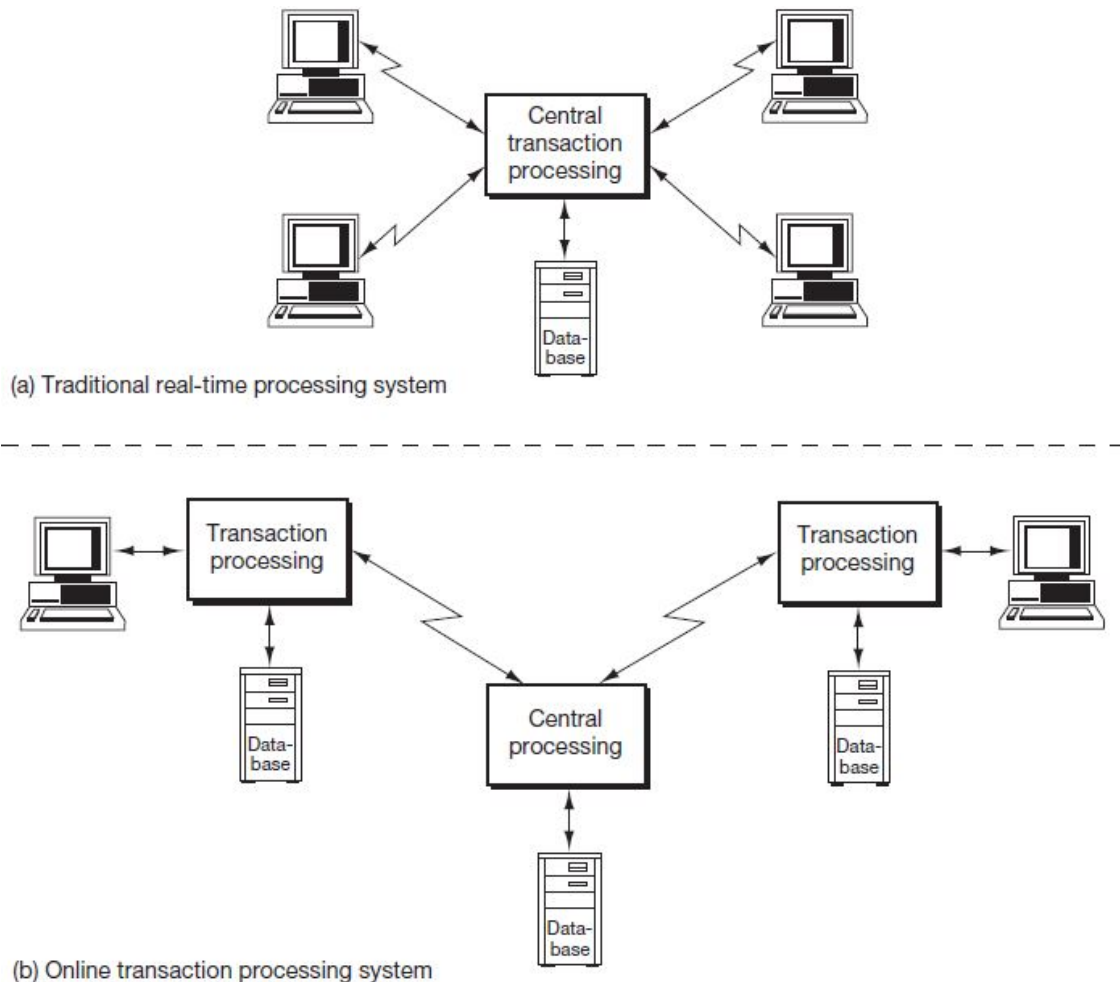 Central
transaction
processing
Data-
base
(a) Traditional real-time processing system
Transaction
processing
Transaction
processing
Data-
base
Central
processing
Data-
base
Data-
base
(b) Online transaction processing system